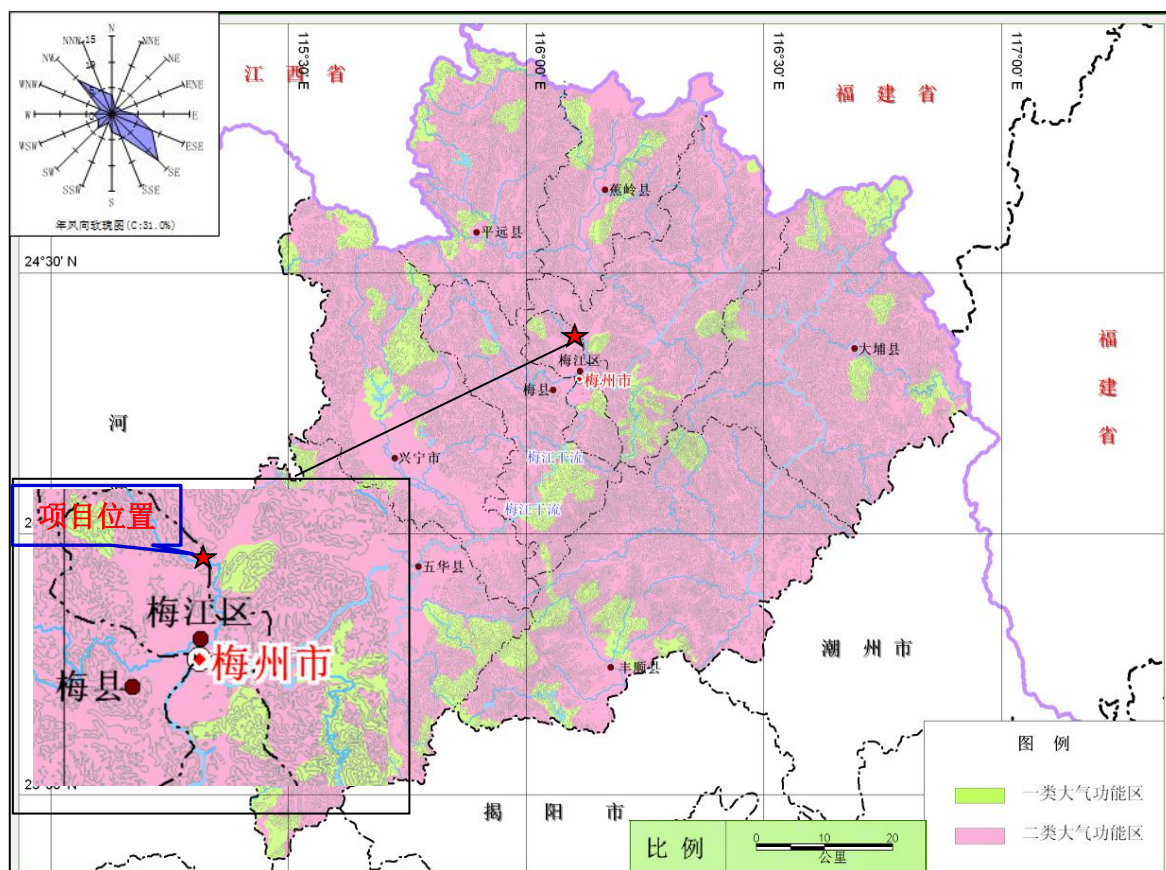 N
NNW
NNE
15
NW
NE
10
WNW
ENE
5
W
0
E
WSW
ESE
SW
SE
SSW
SSE
S
年风向玫瑰图(C:31.0%)
115°30' E
116°00' E
116°30' E
117°00' E
江西省
福建省
蕉岭县
平远县
24°30' N
福建省
大埔县
梅江区
梅州市
梅县
河
兴宁市
梅江干流
梅江干流
项目位置
五华县
梅江区
梅州市
梅县
丰顺县
潮州市
揭阳市
图 例
一类大气功能区
二类大气功能区
比 例
0 10 20
公里